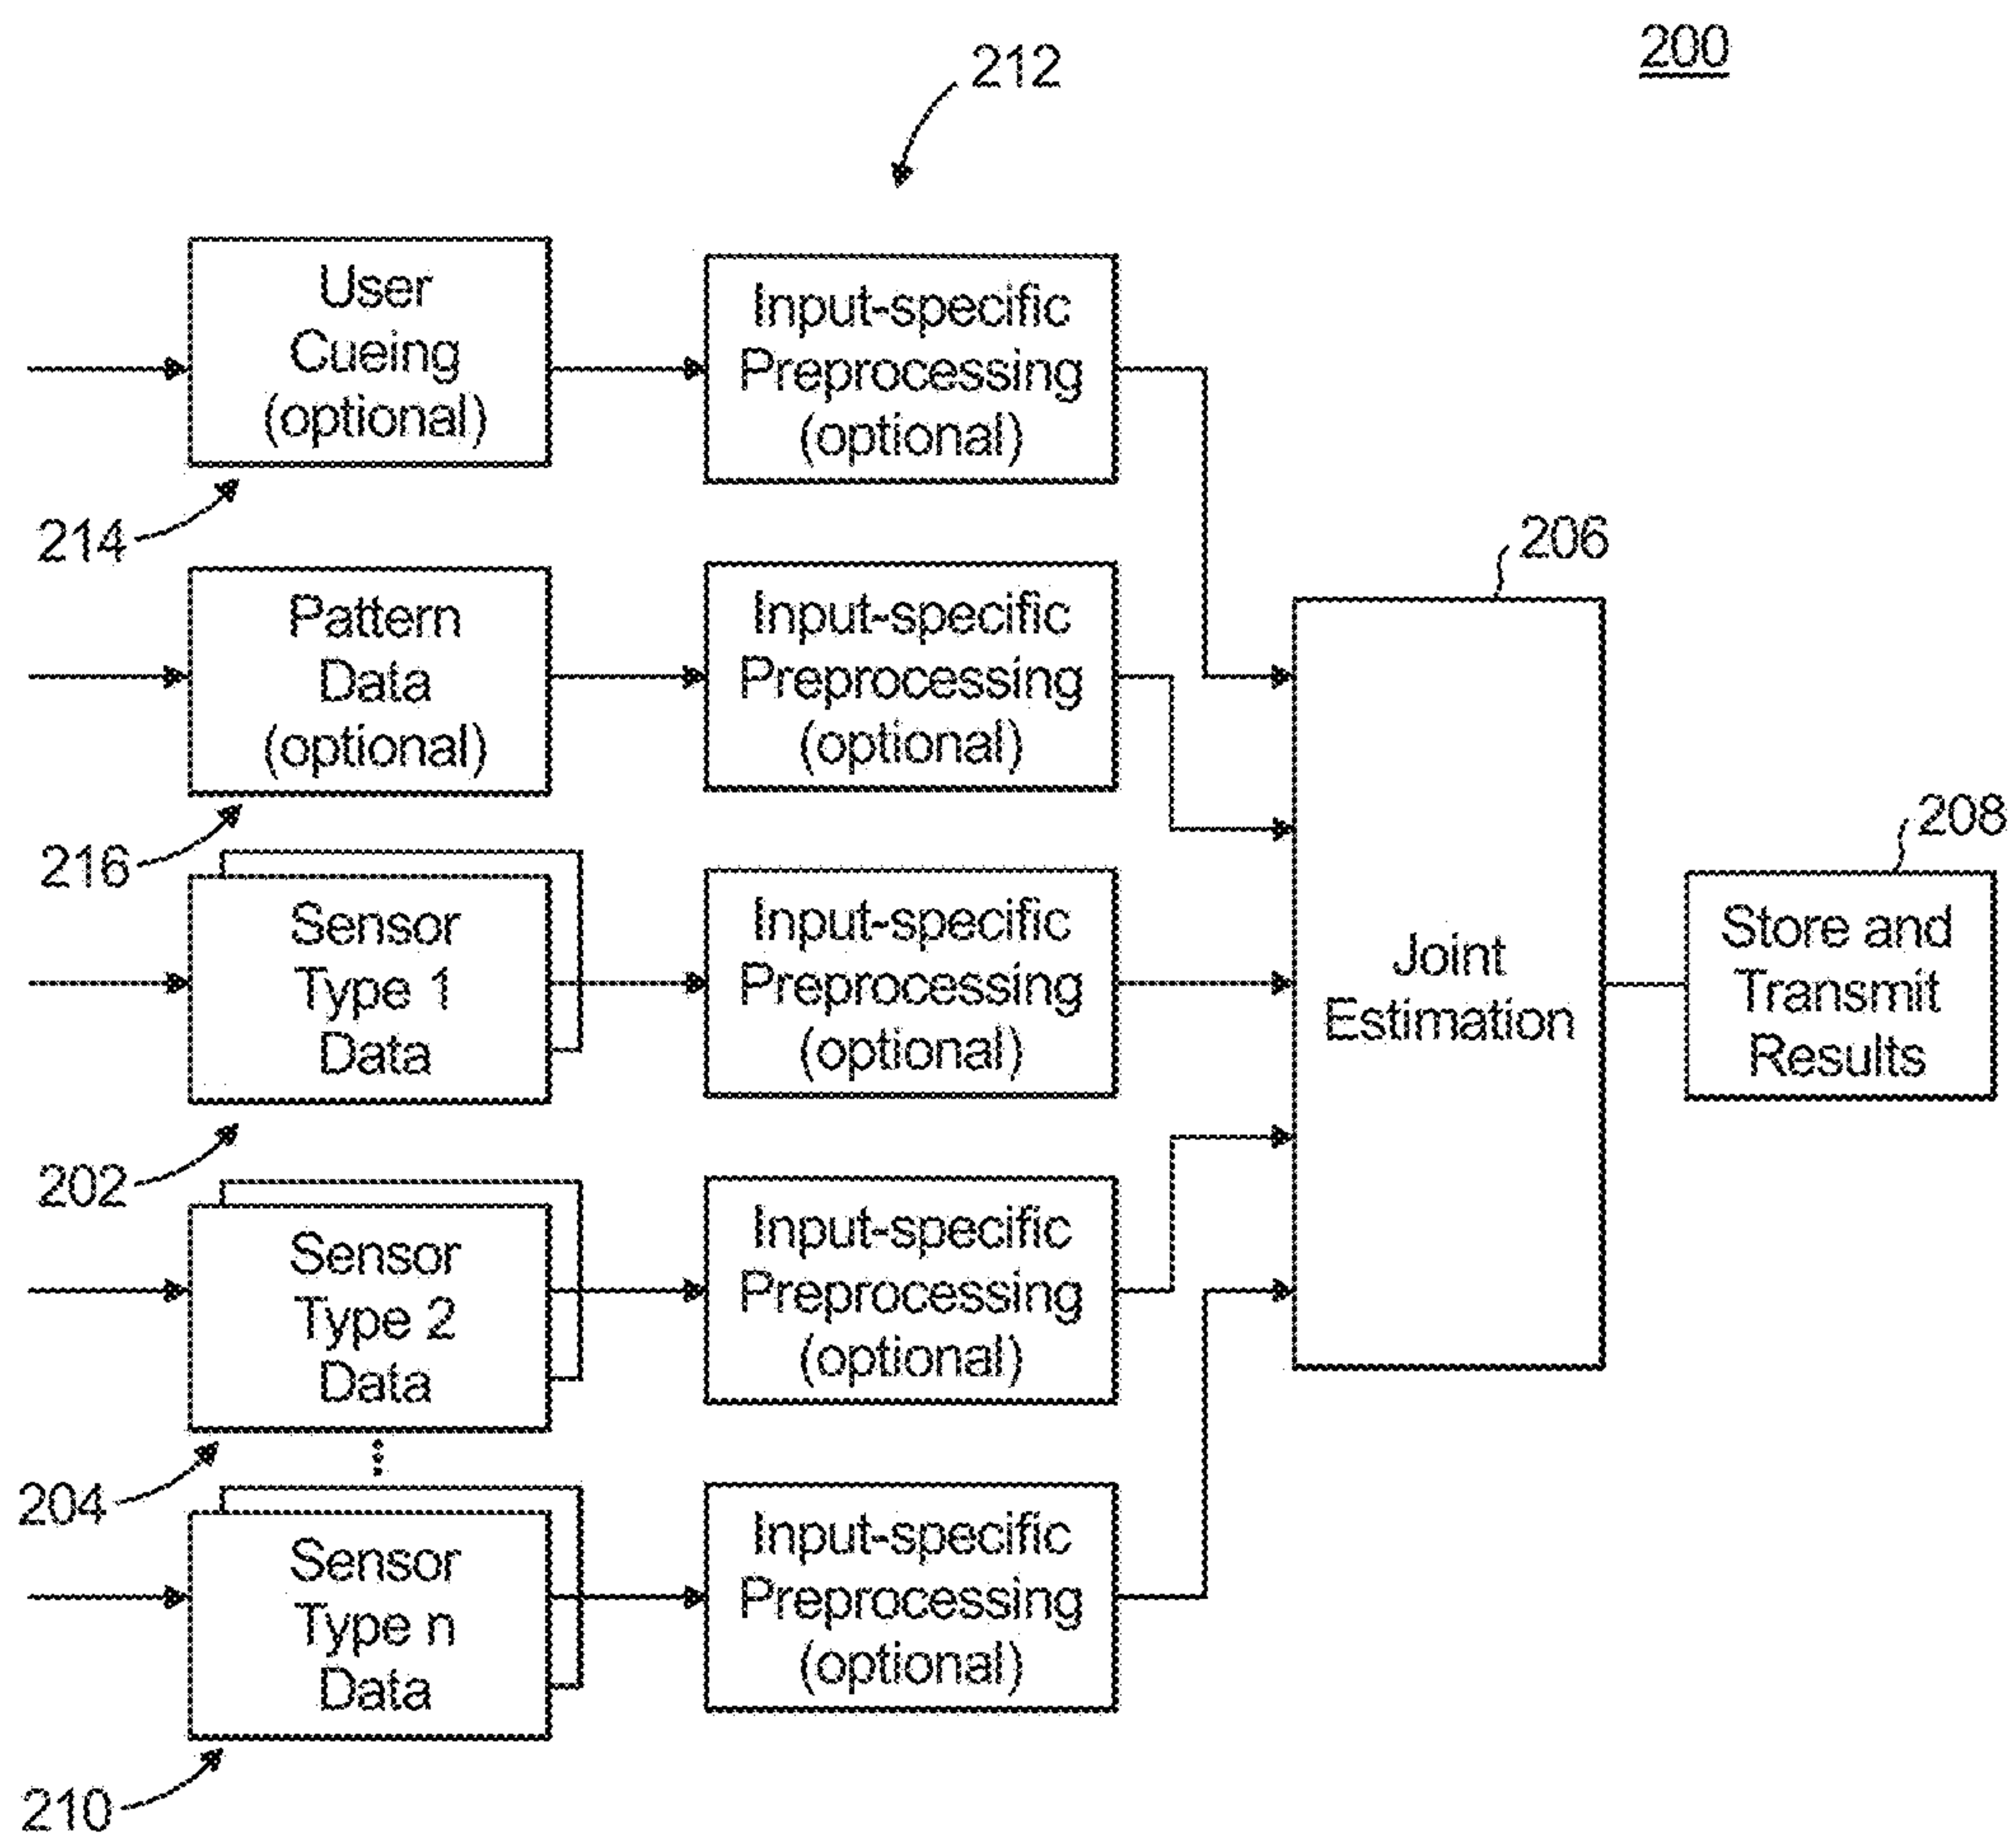 200
212
User
Cueing
(optional)
Input-specific
Preprocessing
(optional)
214
Pattern
Data
(optional)
Input-specific
Preprocessing
(optional)
216
206
Sensor
Type 1
Data
Input-specific
Preprocessing
(optional)
202
Joint
Estimation
208
Store and
Transmit
Results
Sensor
Type 2
Data
Input-specific
Preprocessing
(optional)
204
Sensor
Type n
Data
Input-specific
Preprocessing
(optional)
210